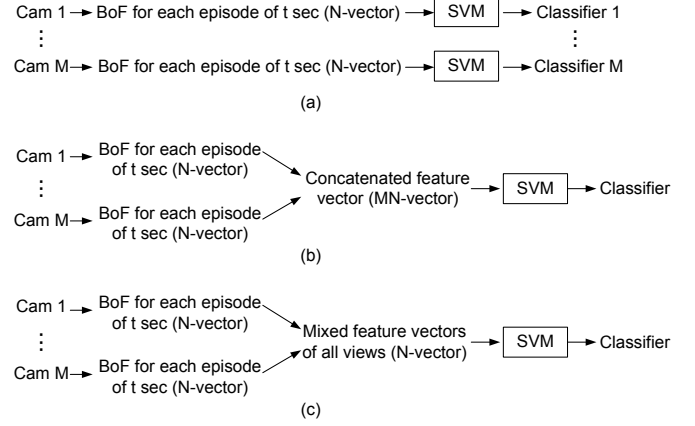 Cam 1 BoF for each episode of t sec (N-vector) SVM Classifier 1
Cam M BoF for each episode of t sec (N-vector) SVM Classifier M
(a)
Cam 1 BoF for each episode
of t sec (N-vector)
Cam M BoF for each episode
of t sec (N-vector)
Concatenated feature
vector (MN-vector)
SVM Classifier
(b)
Cam 1 BoF for each episode
of t sec (N-vector)
Cam M BoF for each episode
of t sec (N-vector)
Mixed feature vectors
of all views (N-vector)
SVM Classifier
(c)